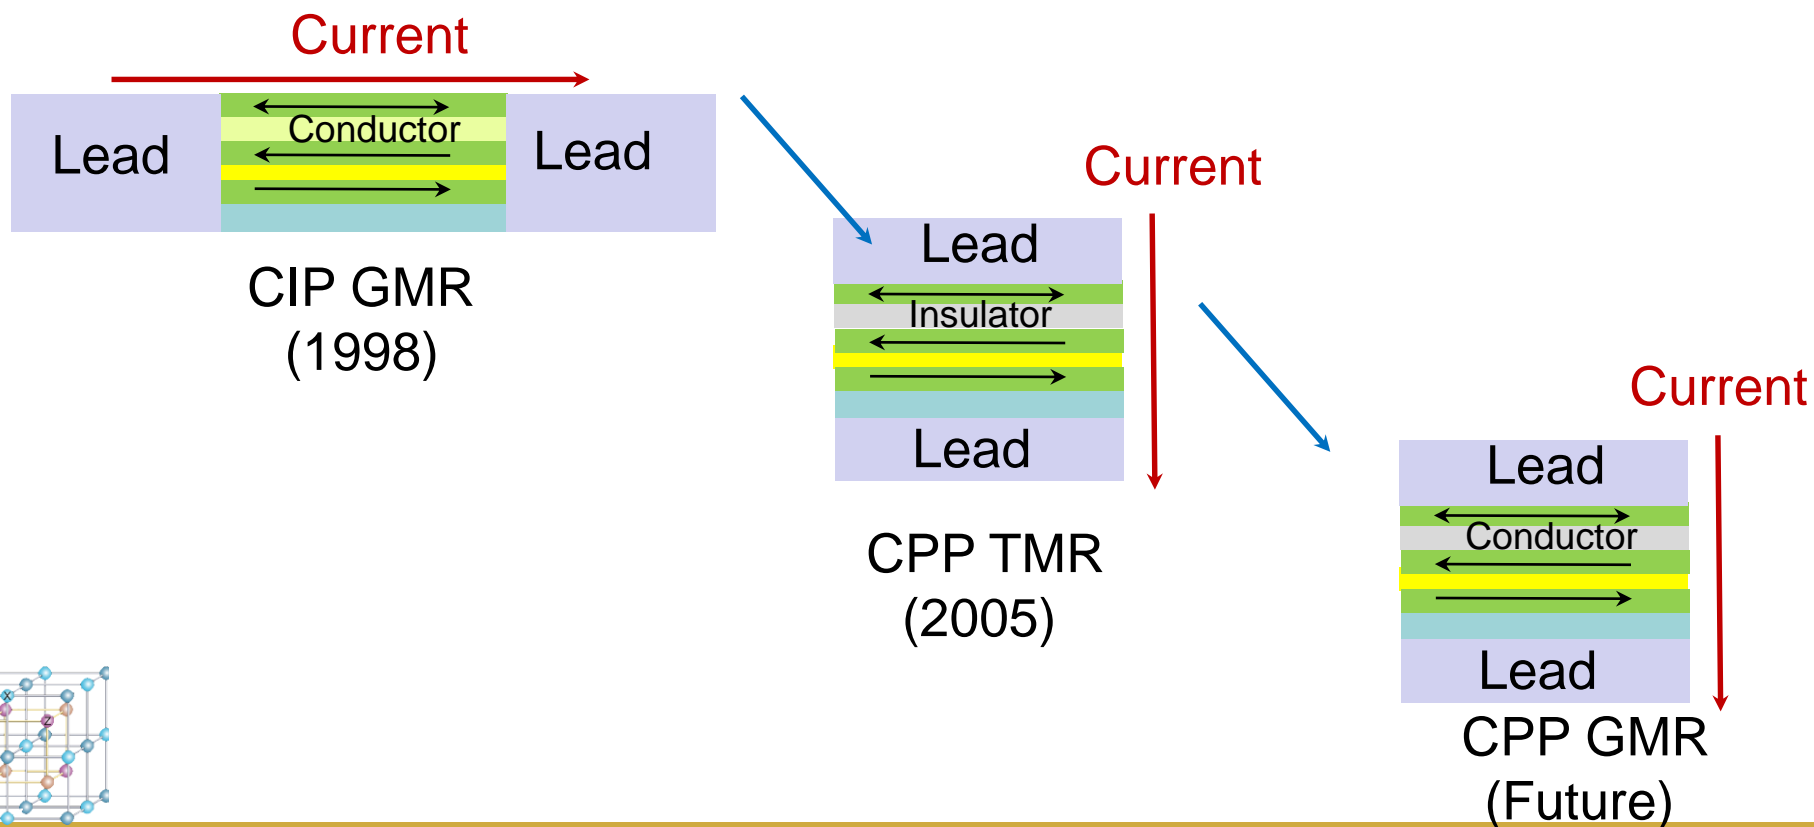 Current
Lead
Conductor
Lead
CIP GMR
(1998)
Current
Lead
Insulator
Lead
CPP TMR
(2005)
Current
Lead
Conductor
Lead
CPP GMR
(Future)
X
Z